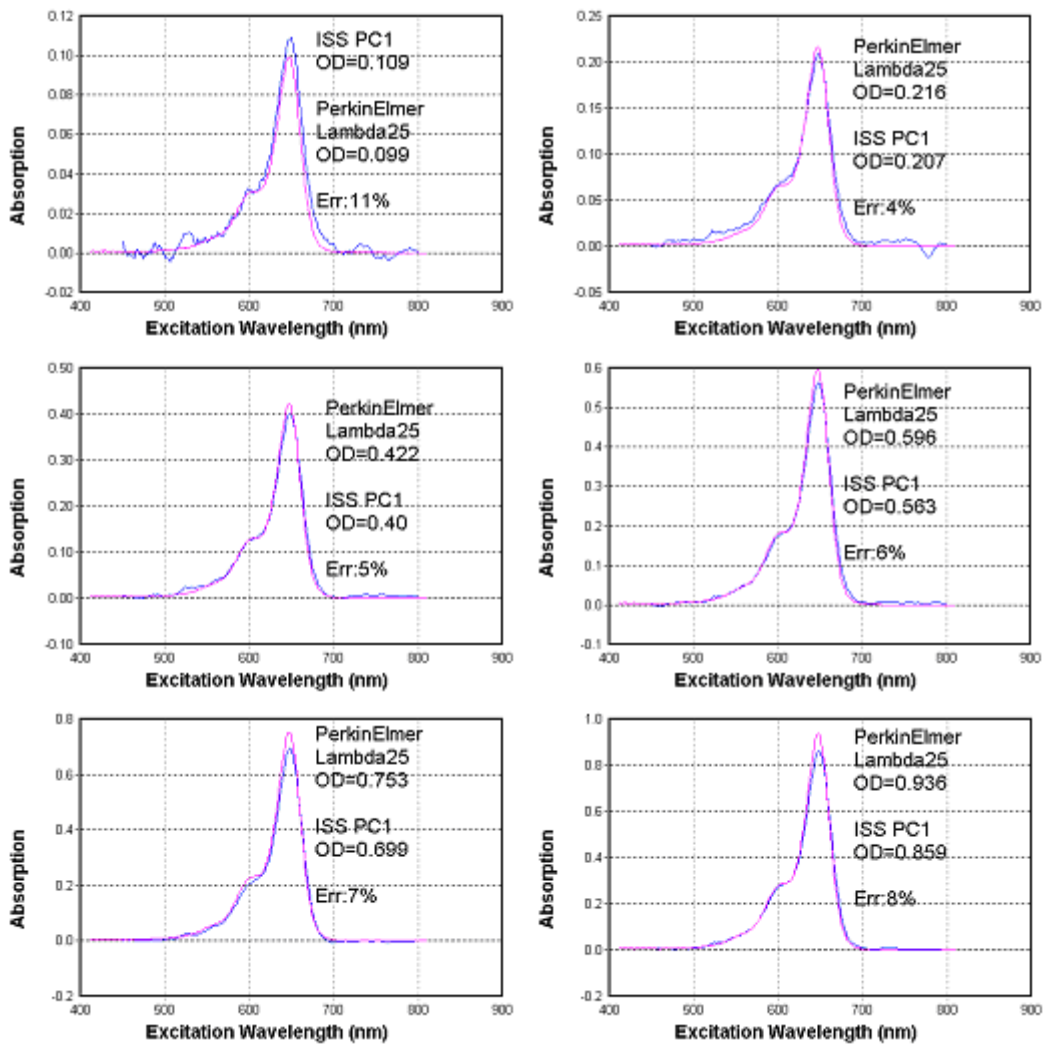 0.12
0.10
0.08
0.06
0.04
0.02
0.00
-0.02
400 500 600 700 800 900
Absorption
Excitation Wavelength (nm)
ISS PC1
OD=0.109
PerkinElmer
Lambda25
OD=0.099
Err:11%
0.25
0.20
0.15
0.10
0.05
0.00
-0.05
400 500 600 700 800 900
Absorption
Excitation Wavelength (nm)
PerkinElmer
Lambda25
OD=0.216
ISS PC1
OD=0.207
Err:4%
0.50
0.40
0.30
0.20
0.10
0.00
-0.10
400 500 600 700 800 900
Absorption
Excitation Wavelength (nm)
PerkinElmer
Lambda25
OD=0.422
ISS PC1
OD=0.40
Err:5%
0.6
0.5
0.4
0.3
0.2
0.1
0.0
-0.1
400 500 600 700 800 900
Absorption
Excitation Wavelength (nm)
PerkinElmer
Lambda25
OD=0.596
ISS PC1
OD=0.563
Err:6%
0.8
0.6
0.4
0.2
0.0
-0.2
400 500 600 700 800 900
Absorption
Excitation Wavelength (nm)
PerkinElmer
Lambda25
OD=0.753
ISS PC1
OD=0.699
Err:7%
1.0
0.8
0.6
0.4
0.2
0.0
-0.2
400 500 600 700 800 900
Absorption
Excitation Wavelength (nm)
PerkinElmer
Lambda25
OD=0.936
ISS PC1
OD=0.859
Err:8%